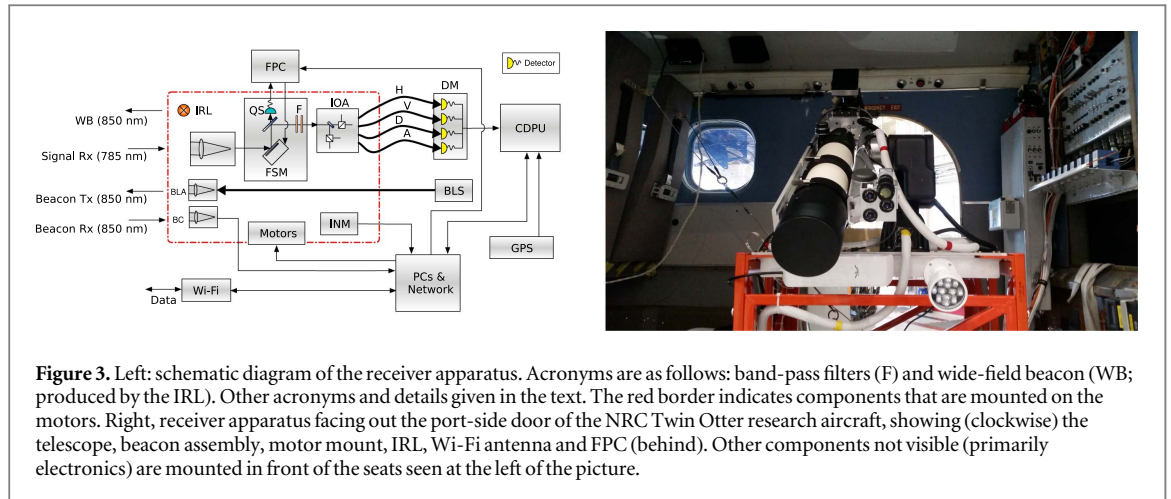 FPC
Detector
IRL
QS
F
IOA
H
V
D
A
DM
CDPU
WB (850 nm)
Signal Rx (785 nm)
FSM
Beacon Tx (850 nm)
BLA
BLS
Beacon Rx (850 nm)
BC
Motors
INM
GPS
PCs &
Network
Data
Wi-Fi
Figure 3. Left: schematic diagram of the receiver apparatus. Acronyms are as follows: band-pass filters (F) and wide-field beacon (WB;
produced by the IRL). Other acronyms and details given in the text. The red border indicates components that are mounted on the
motors. Right, receiver apparatus facing out the port-side door of the NRC Twin Otter research aircraft, showing (clockwise) the
telescope, beacon assembly, motor mount, IRL, Wi-Fi antenna and FPC (behind). Other components not visible (primarily
electronics) are mounted in front of the seats seen at the left of the picture.